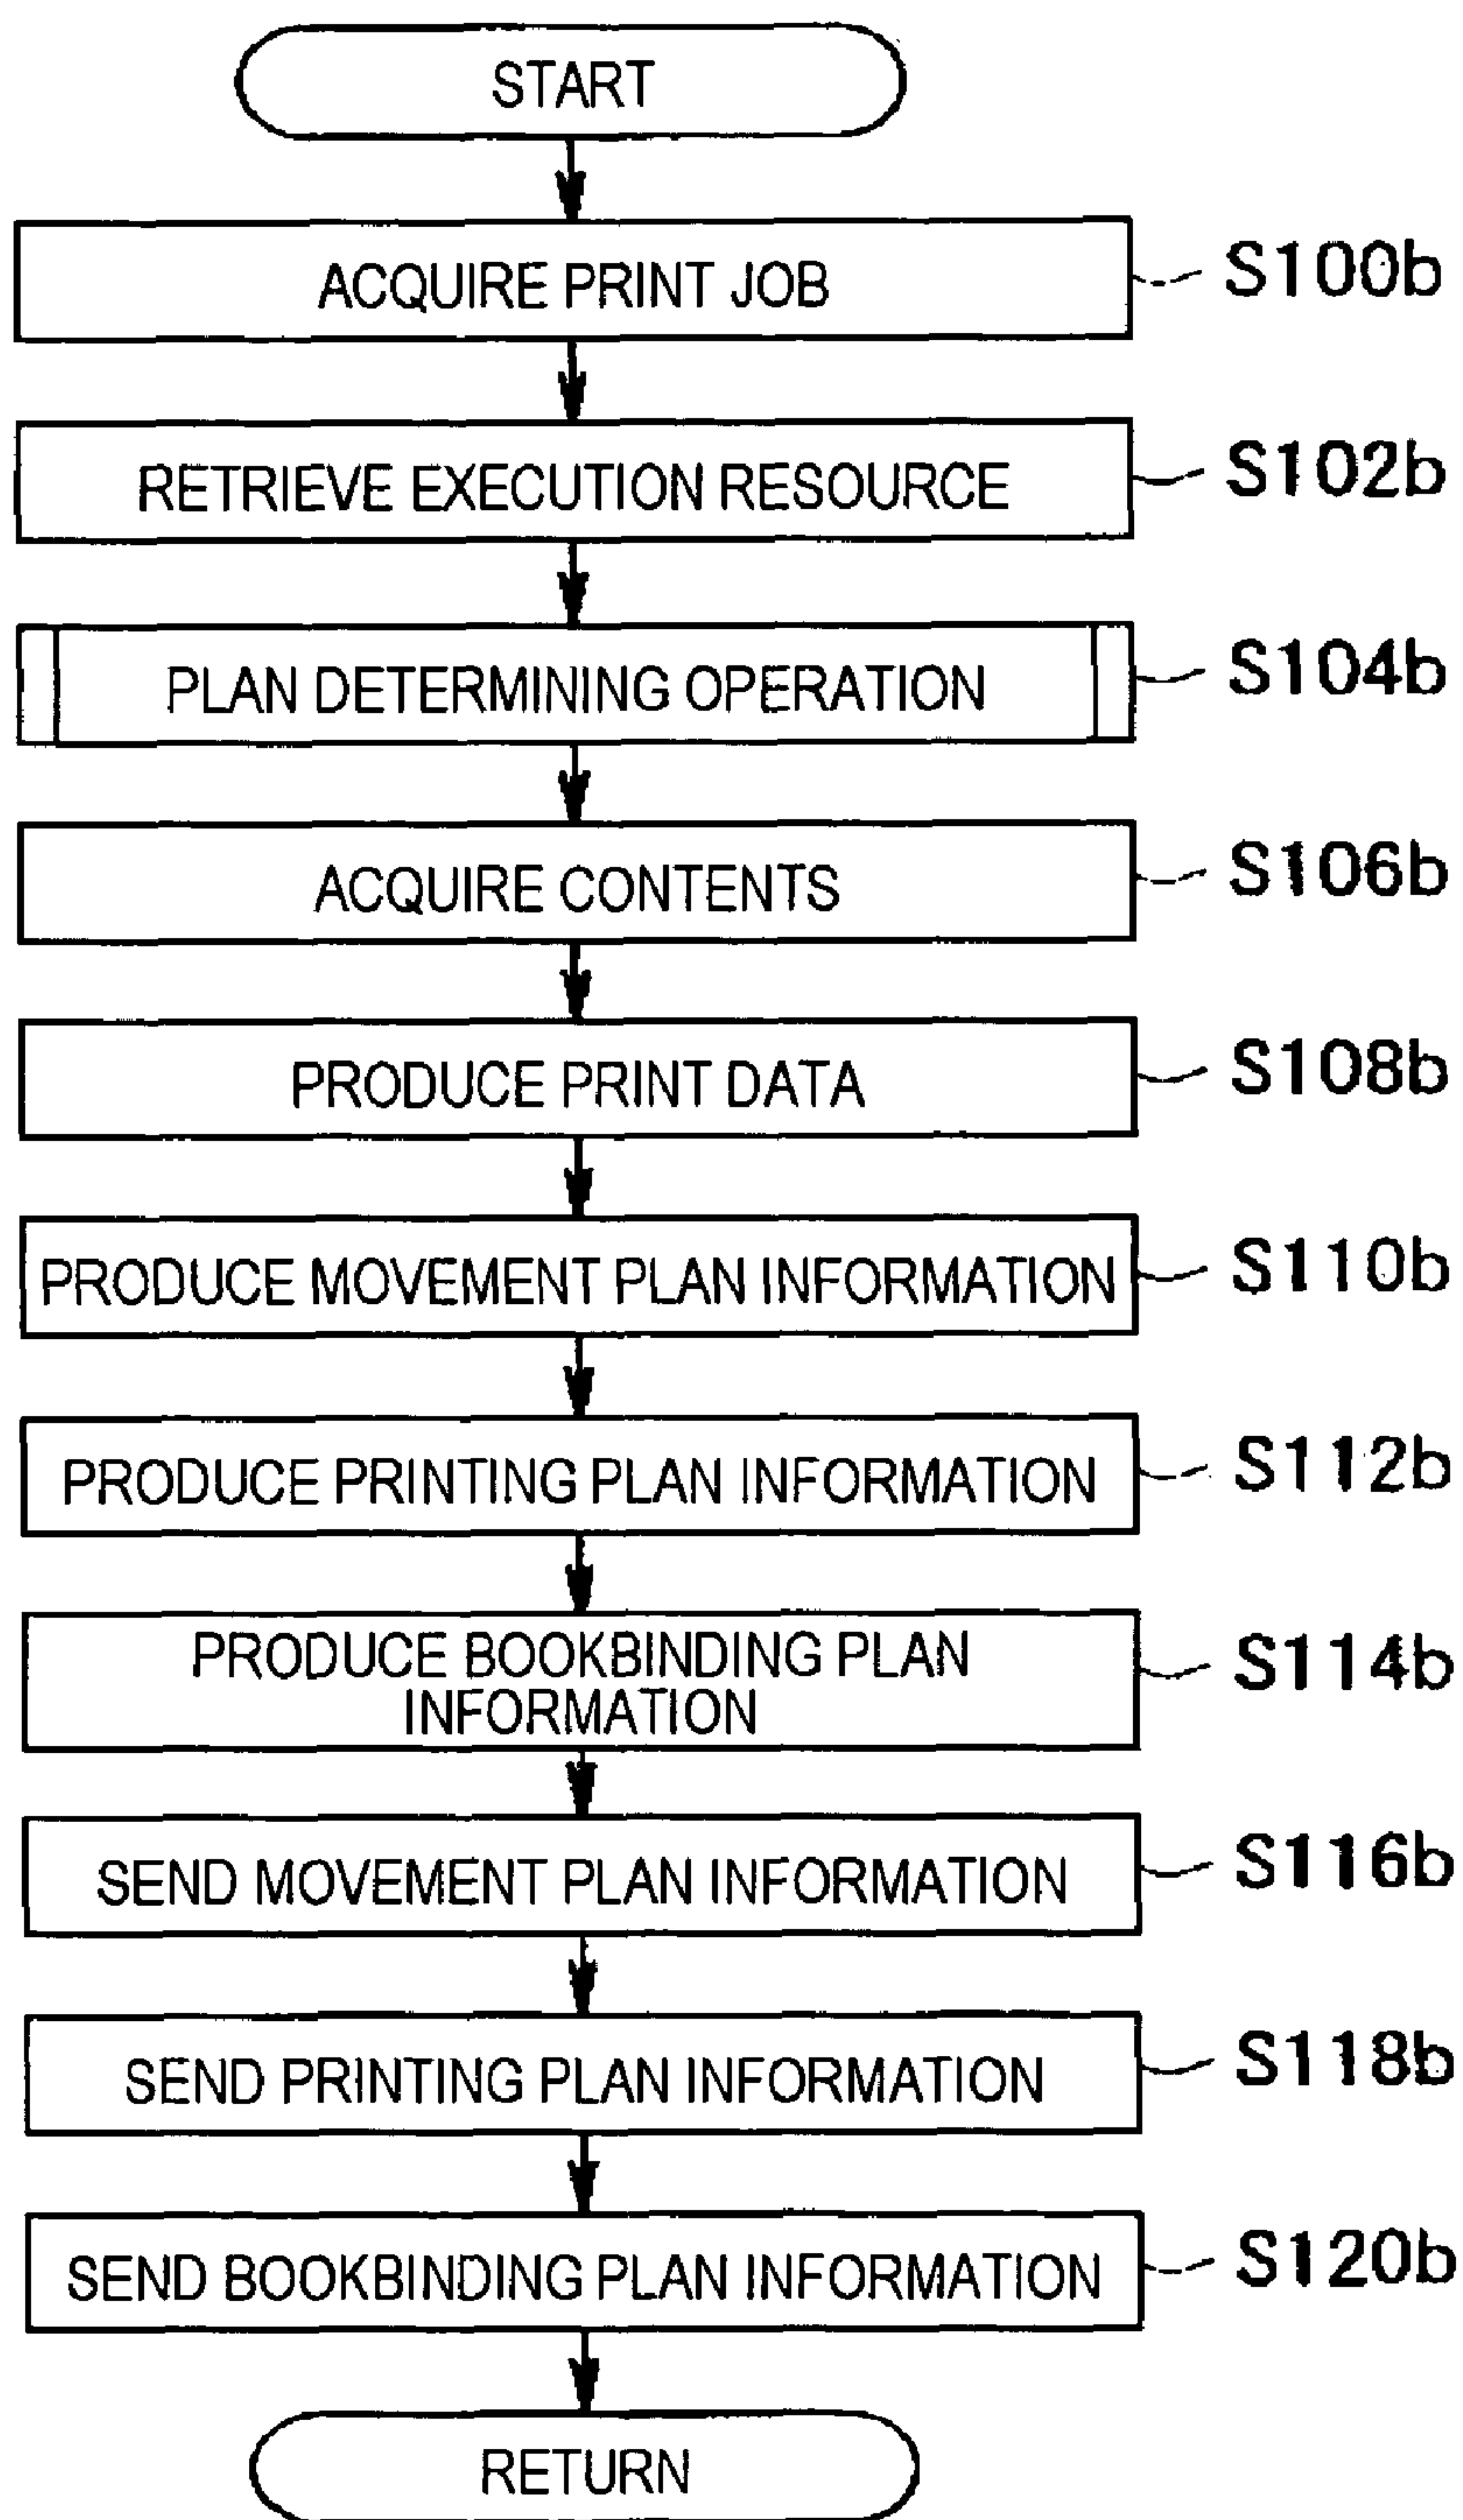 START
ACQUIRE PRINT JOB
S100b
RETRIEVE EXECUTION RESOURCE
S102b
PLAN DETERMINING OPERATION
S104b
ACQUIRE CONTENTS
S106b
PRODUCE PRINT DATA
S108b
PRODUCE MOVEMENT PLAN INFORMATION
S110b
PRODUCE PRINTING PLAN INFORMATION
S112b
PRODUCE BOOKBINDING PLAN
INFORMATION
S114b
SEND MOVEMENT PLAN INFORMATION
S116b
SEND PRINTING PLAN INFORMATION
S118b
SEND BOOKBINDING PLAN INFORMATION
S120b
RETURN